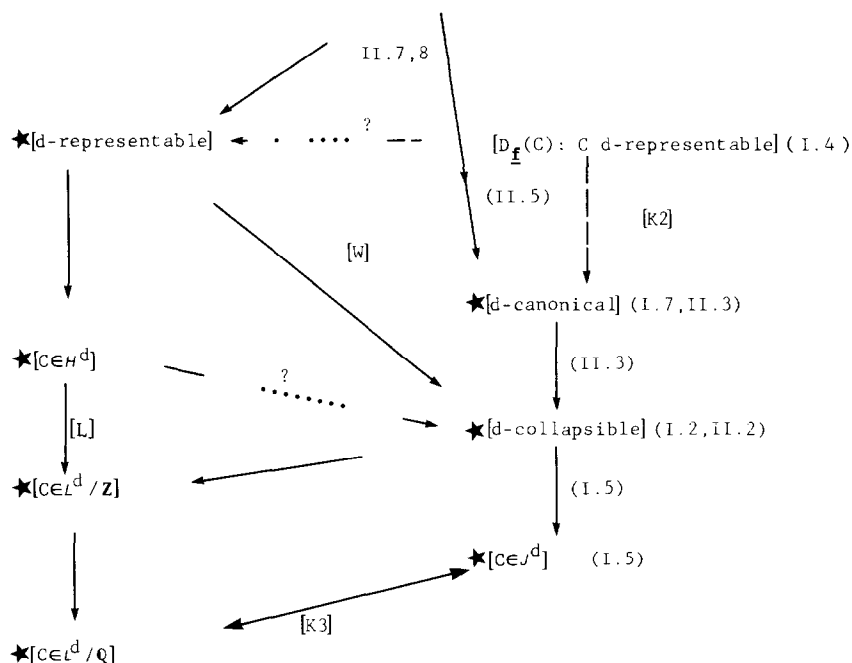 II.7,8
?
★[d-representable]
[D_f(C): C d-representable] (I.4)
(II.5)
[K2]
[W]
★[d-canonical] (I.7,II.3)
★[C∈H^d]
(II.3)
?
[L]
★[d-collapsible] (I.2,II.2)
★[C∈L^d/Z]
(I.5)
★[C∈J^d] (I.5)
[K3]
★[C∈L^d/Q]